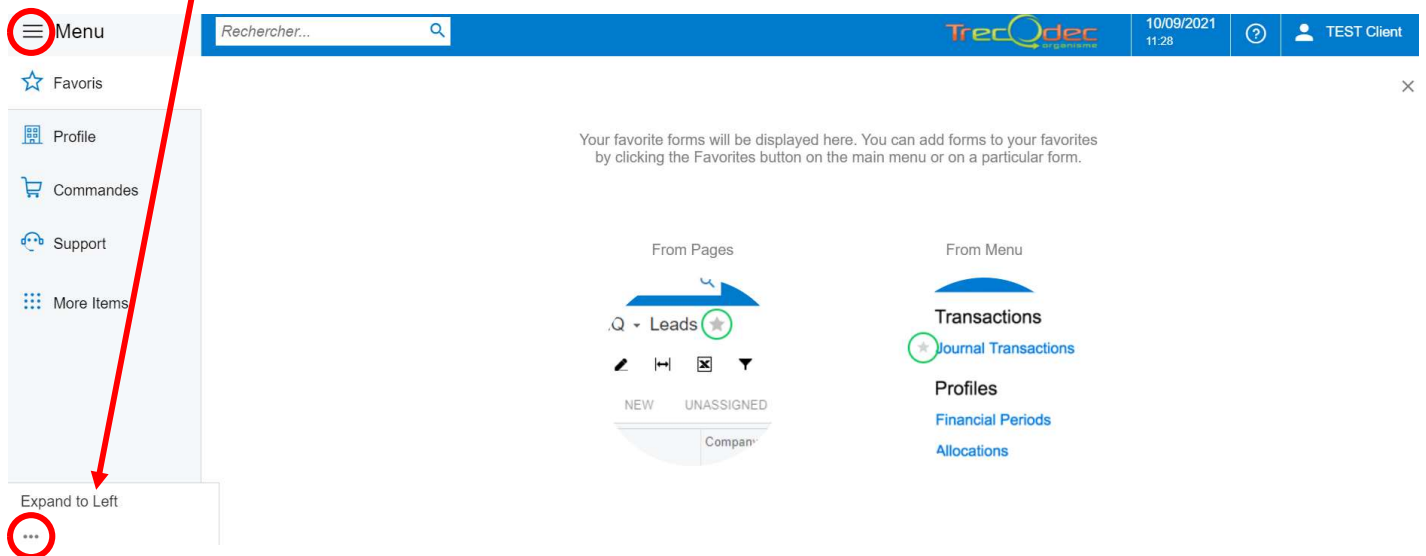 Menu
Rechercher...
TrecOdec
organisme
10/09/2021
11:28
TEST Client
Favoris
Profile
Commandes
Support
More Items
Your favorite forms will be displayed here. You can add forms to your favorites
by clicking the Favorites button on the main menu or on a particular form.
From Pages
Q - Leads
NEW UNASSIGNED
Company
From Menu
Transactions
Journal Transactions
Profiles
Financial Periods
Allocations
Expand to Left